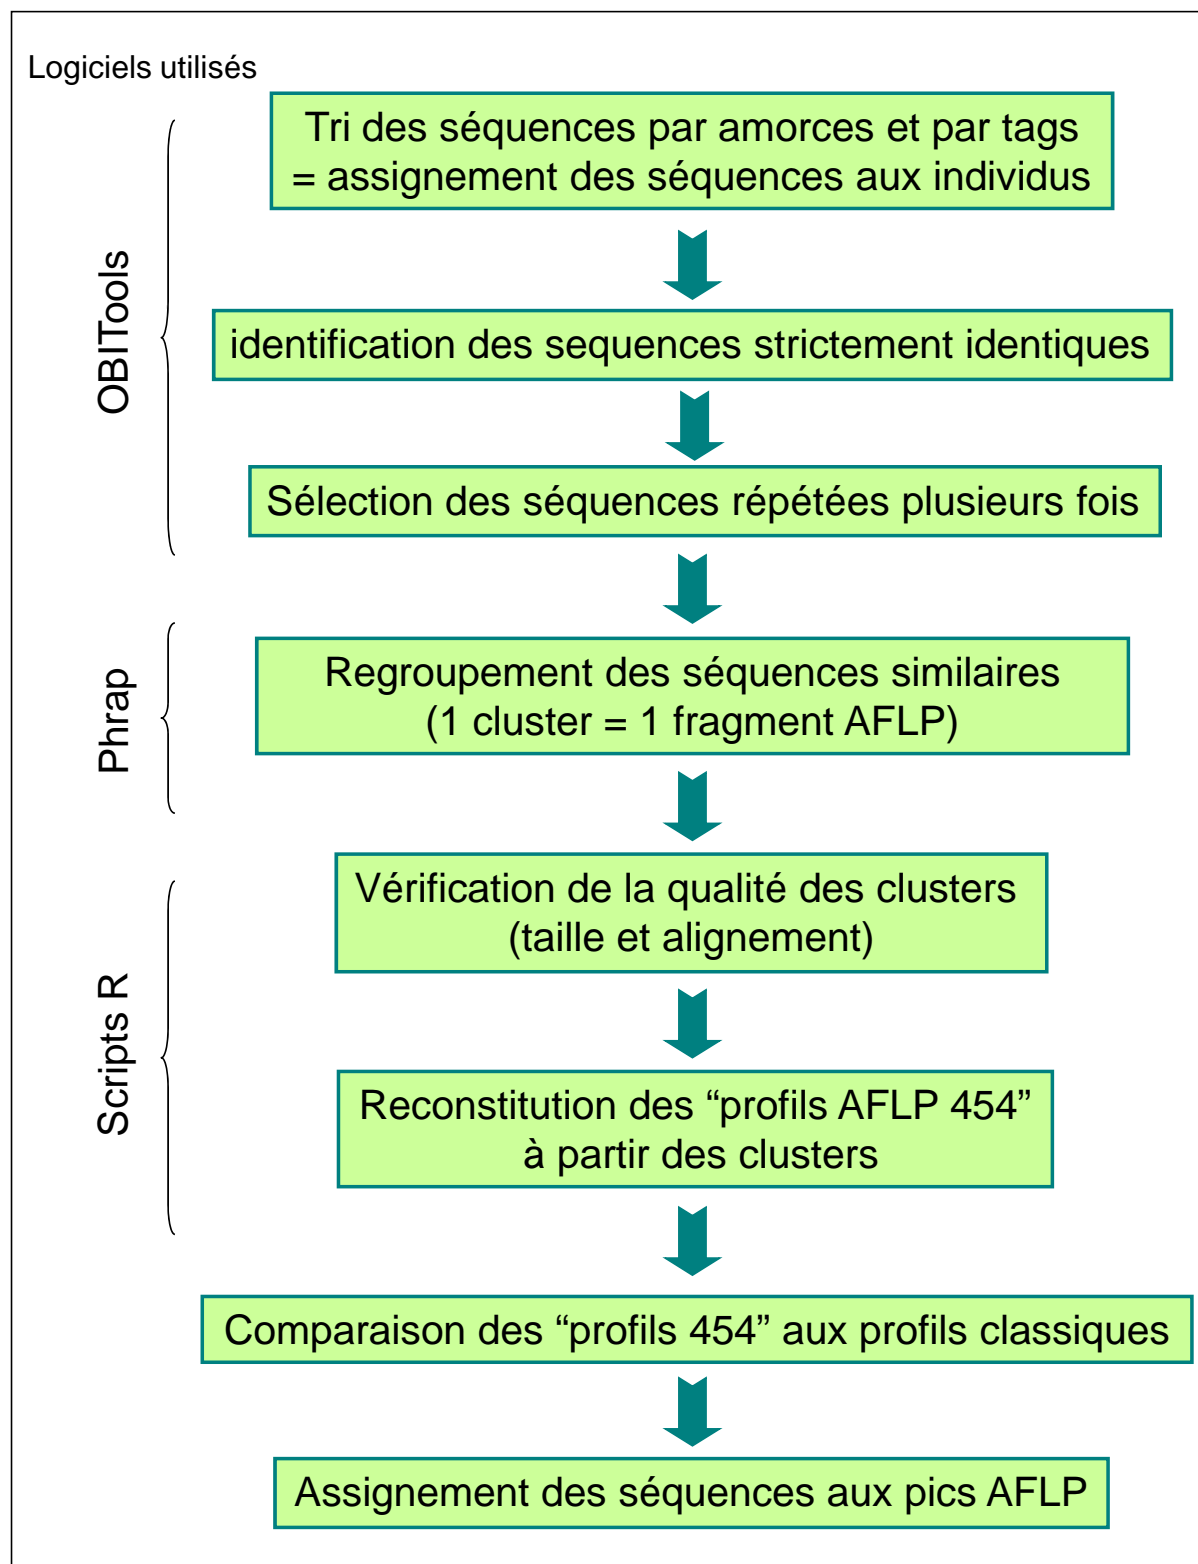 Logiciels utilisés
Tri des séquences par amorces et par tags
= assignement des séquences aux individus
OBITools
identification des sequences strictement identiques
Sélection des séquences répétées plusieurs fois
Phrap
Regroupement des séquences similaires
(1 cluster = 1 fragment AFLP)
Scripts R
Vérification de la qualité des clusters
(taille et alignement)
Reconstitution des “profils AFLP 454”
à partir des clusters
Comparaison des “profils 454” aux profils classiques
Assignement des séquences aux pics AFLP